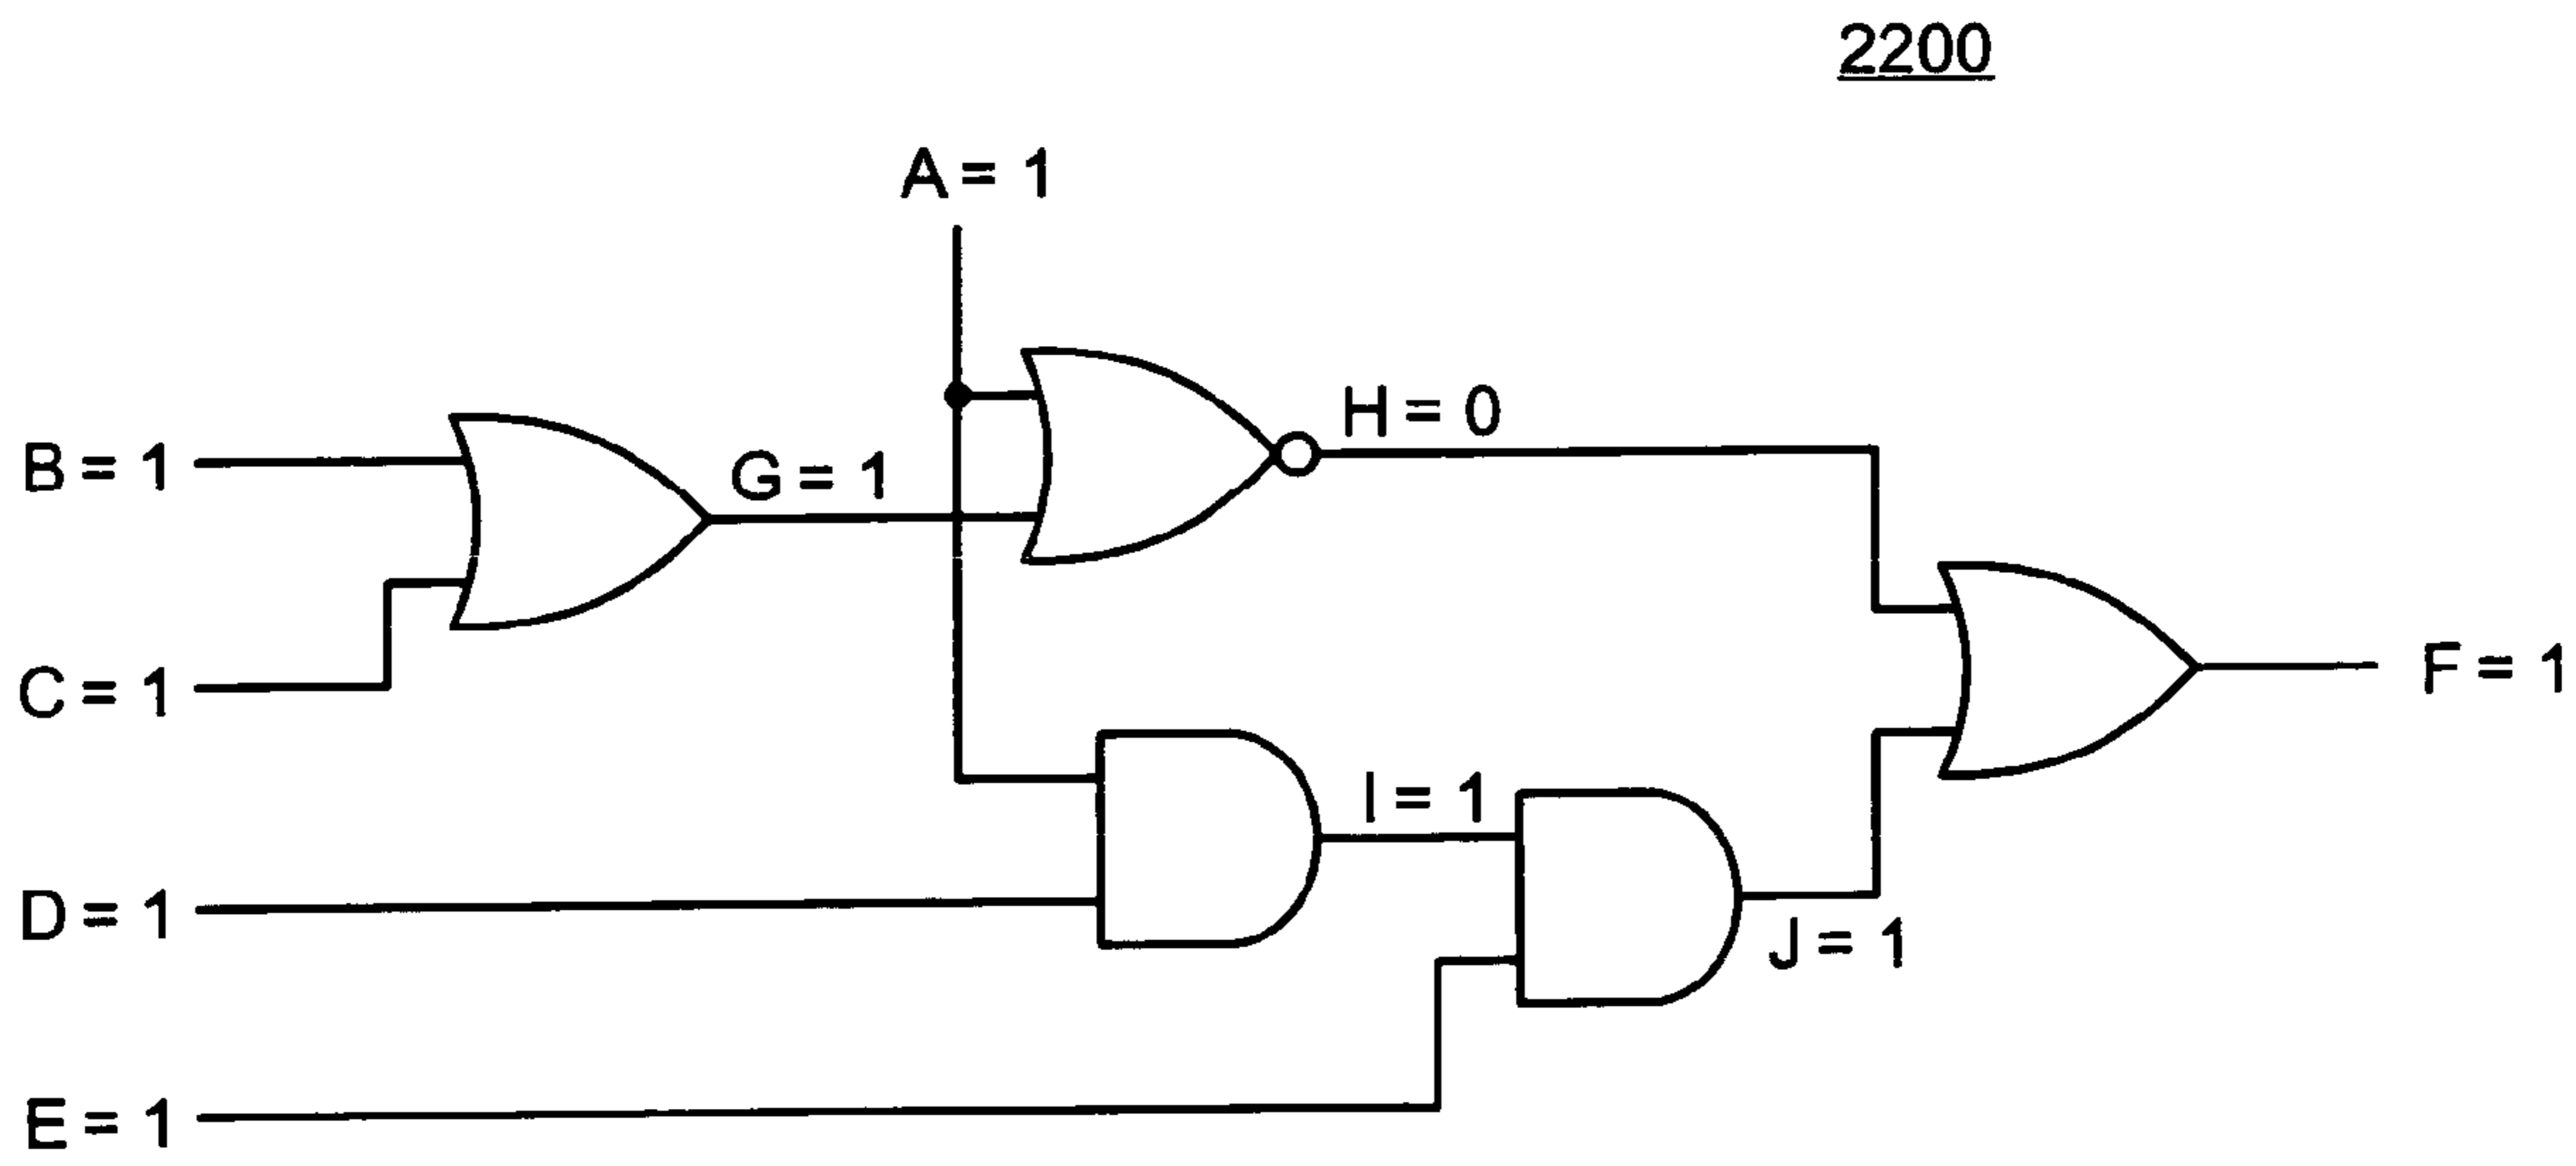 2200
A = 1
B = 1
G = 1
H = 0
C = 1
F = 1
I = 1
D = 1
J = 1
E = 1